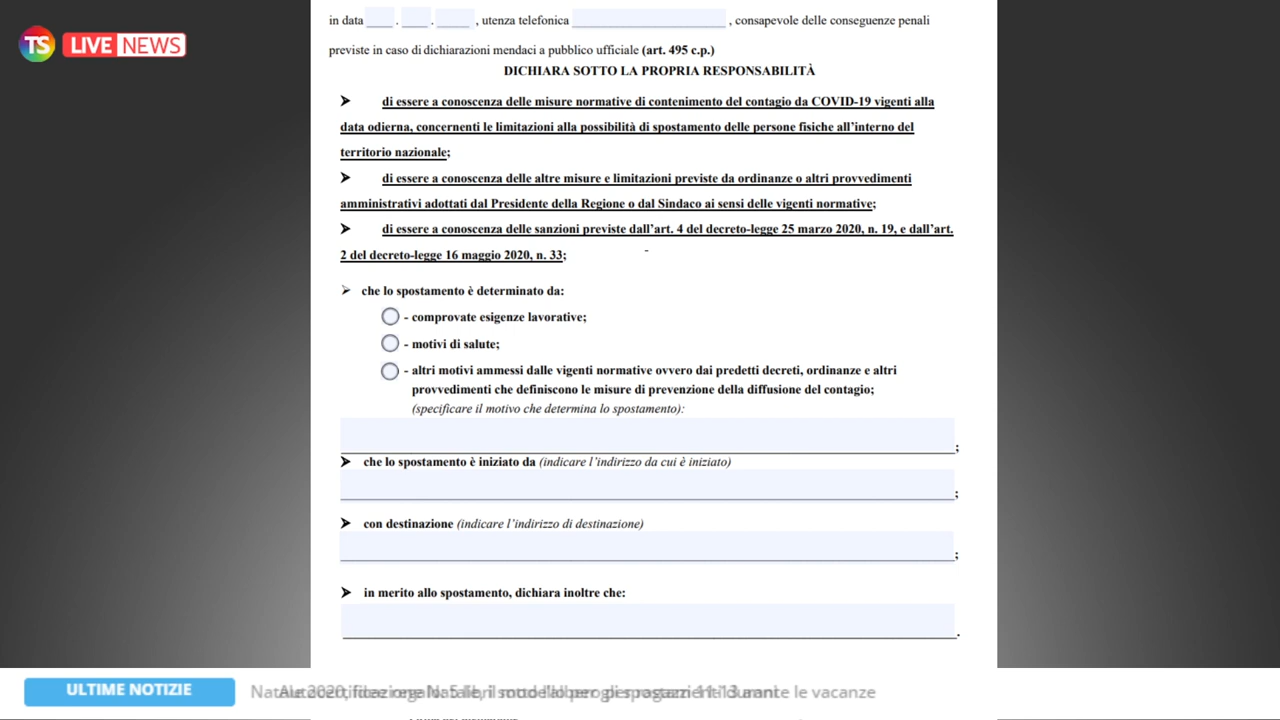 in data ____ . ____ . _____ , utenza telefonica ______________________ , consapevole delle conseguenze penali
previste in caso di dichiarazioni mendaci a pubblico ufficiale (art. 495 c.p.)
TS LIVE NEWS
DICHIARA SOTTO LA PROPRIA RESPONSABILITÀ
➤ di essere a conoscenza delle misure normative di contenimento del contagio da COVID-19 vigenti alla
data odierna, concernenti le limitazioni alla possibilità di spostamento delle persone fisiche all'interno del
territorio nazionale;
➤ di essere a conoscenza delle altre misure e limitazioni previste da ordinanze o altri provvedimenti
amministrativi adottati dal Presidente della Regione o dal Sindaco ai sensi delle vigenti normative;
➤ di essere a conoscenza delle sanzioni previste dall'art. 4 del decreto-legge 25 marzo 2020, n. 19, e dall'art.
2 del decreto-legge 16 maggio 2020, n. 33;
➤ che lo spostamento è determinato da:
- comprovate esigenze lavorative;
- motivi di salute;
- altri motivi ammessi dalle vigenti normative ovvero dai predetti decreti, ordinanze e altri
provvedimenti che definiscono le misure di prevenzione della diffusione del contagio;
(specificare il motivo che determina lo spostamento):
;
➤ che lo spostamento è iniziato da (indicare l'indirizzo da cui è iniziato)
;
➤ con destinazione (indicare l'indirizzo di destinazione)
;
➤ in merito allo spostamento, dichiara inoltre che:
.
ULTIME NOTIZIE
le vacanze